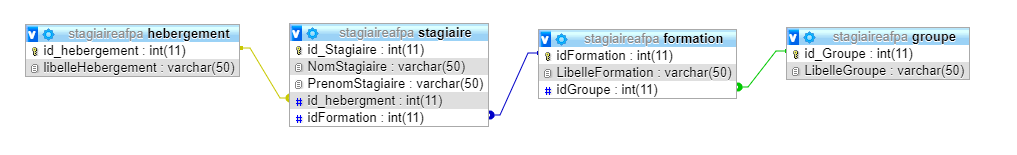 stagiaireafpa hebergement
id_hebergement : int(11)
libelleHebergement : varchar(50)
stagiaireafpa stagiaire
id_Stagiaire : int(11)
NomStagiaire : varchar(50)
PrenomStagiaire : varchar(50)
id_hebergment : int(11)
idFormation : int(11)
stagiaireafpa formation
idFormation : int(11)
LibelleFormation : varchar(50)
idGroupe : int(11)
stagiaireafpa groupe
id_Groupe : int(11)
LibelleGroupe : varchar(50)